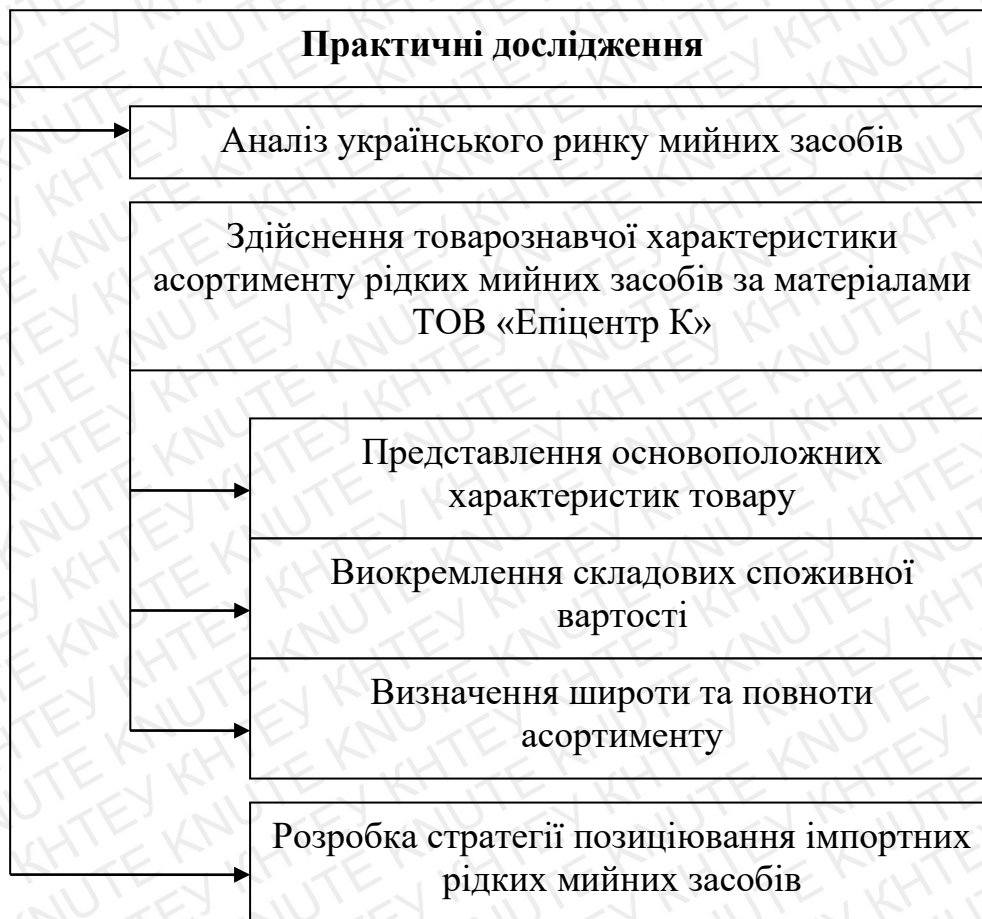 Практичні дослідження
Аналіз українського ринку мийних засобів
Здійснення товарознавчої характеристики
асортименту рідких мийних засобів за матеріалами
ТОВ «Епіцентр К»
Представлення основоположних
характеристик товару
Виокремлення складових споживної
вартості
Визначення широти та повноти
асортименту
Розробка стратегії позиціювання імпортних
рідких мийних засобів